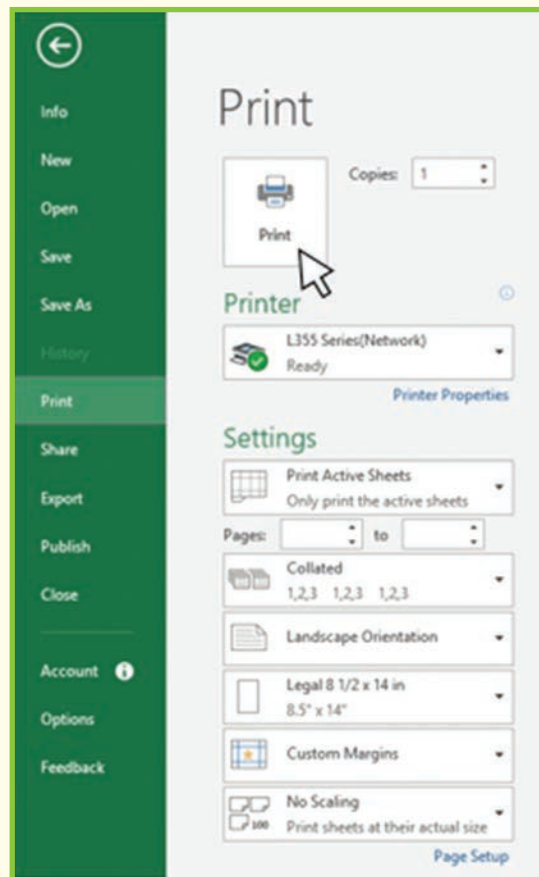 Info
New
Open
Save
Save As
History
Print
Share
Export
Publish
Close
Account
Options
Feedback
Print
Print
Copies: 1
Printer
L355 Series(Network)
Ready
Printer Properties
Settings
Print Active Sheets
Only print the active sheets
Pages: to
Collated
1,2,3 1,2,3 1,2,3
Landscape Orientation
Legal 8 1/2 x 14 in
8.5" x 14"
Custom Margins
No Scaling
100 Print sheets at their actual size
Page Setup